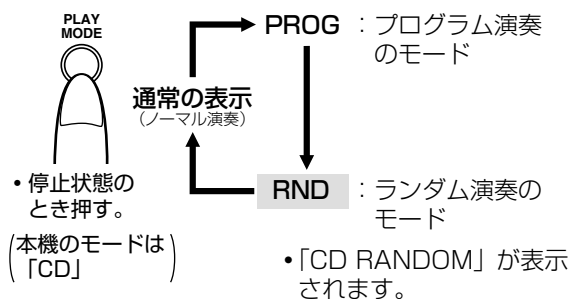 PLAY
MODE
• 停止状態の
とき押す。
(本機のモードは
「CD」)
通常の表示
(ノーマル演奏)
PROG ：プログラム演奏
のモード
RND ：ランダム演奏の
モード
•「CD RANDOM」が表示
されます。